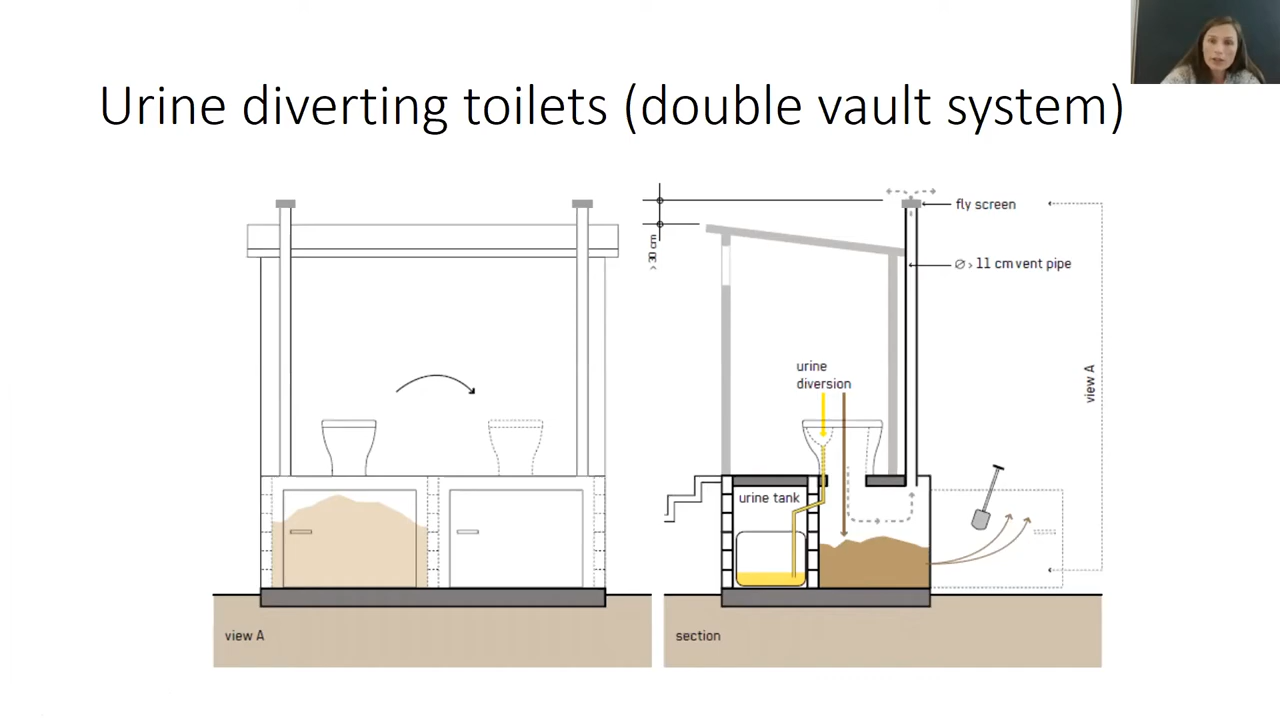 Urine diverting toilets (double vault system)
fly screen
> 30 cm
Ø > 11 cm vent pipe
urine
diversion
view A
urine tank
view A
section